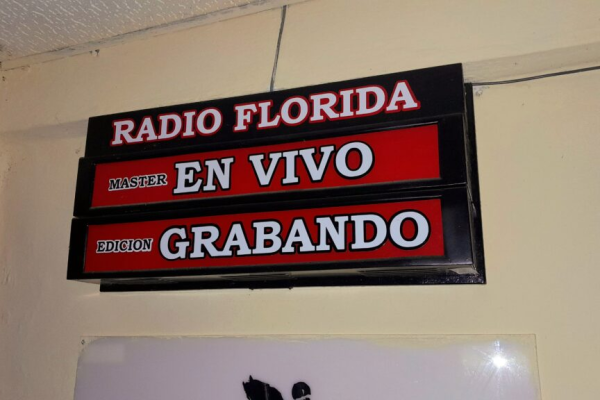 RADIO FLORIDA
MASTER EN VIVO
EDICION GRABANDO